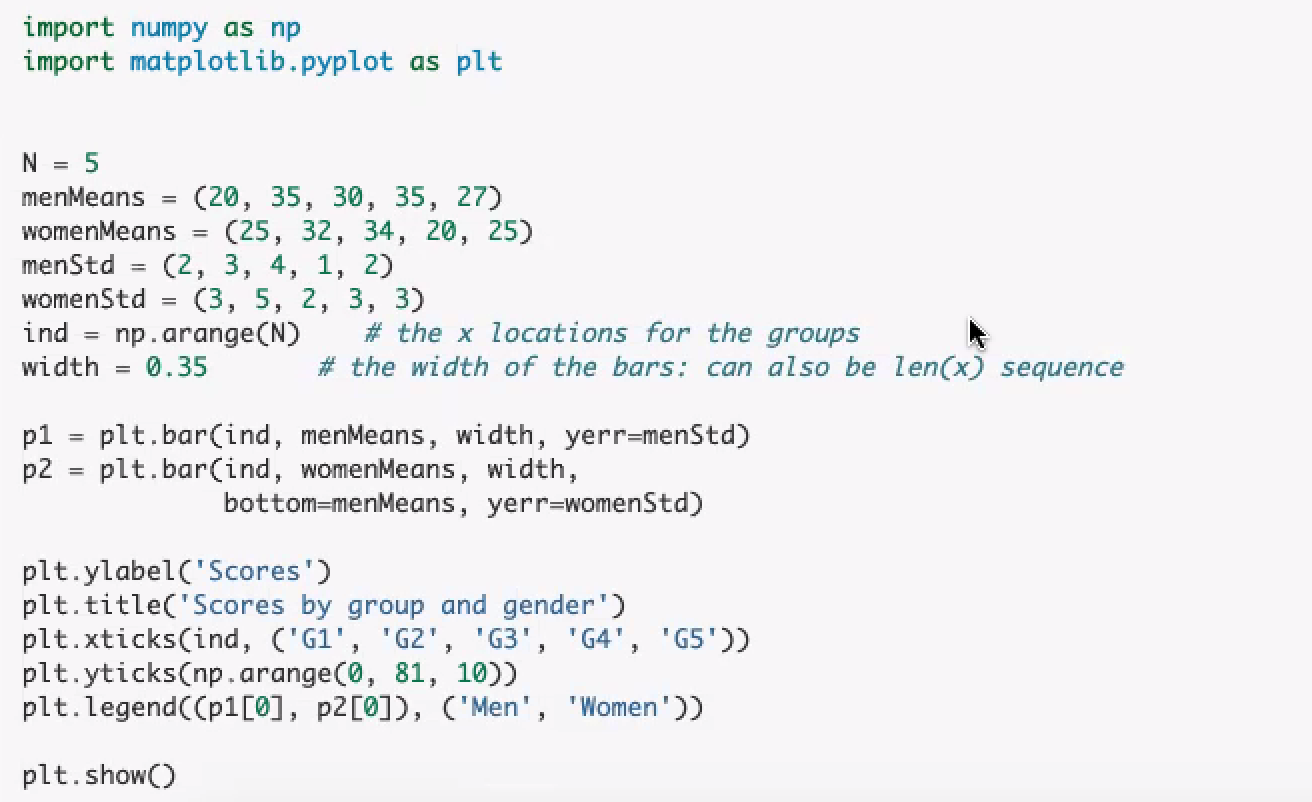 import numpy as np
import matplotlib.pyplot as plt
N = 5
menMeans = (20, 35, 30, 35, 27)
womenMeans = (25, 32, 34, 20, 25)
menStd = (2, 3, 4, 1, 2)
womenStd = (3, 5, 2, 3, 3)
ind = np.arange(N)    # the x locations for the groups
width = 0.35       # the width of the bars: can also be len(x) sequence
p1 = plt.bar(ind, menMeans, width, yerr=menStd)
p2 = plt.bar(ind, womenMeans, width,
             bottom=menMeans, yerr=womenStd)
plt.ylabel('Scores')
plt.title('Scores by group and gender')
plt.xticks(ind, ('G1', 'G2', 'G3', 'G4', 'G5'))
plt.yticks(np.arange(0, 81, 10))
plt.legend((p1[0], p2[0]), ('Men', 'Women'))
plt.show()